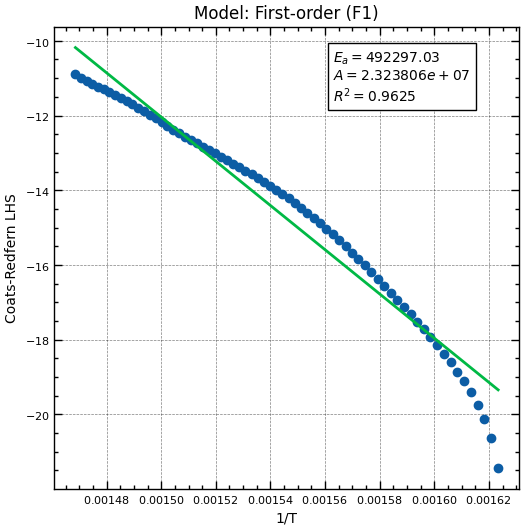 Model: First-order (F1)
E_a = 492297.03
A = 2.323806e + 07
R² = 0.9625
Coats-Redfern LHS
−10
−12
−14
−16
−18
−20
0.00148 0.00150 0.00152 0.00154 0.00156 0.00158 0.00160 0.00162
1/T